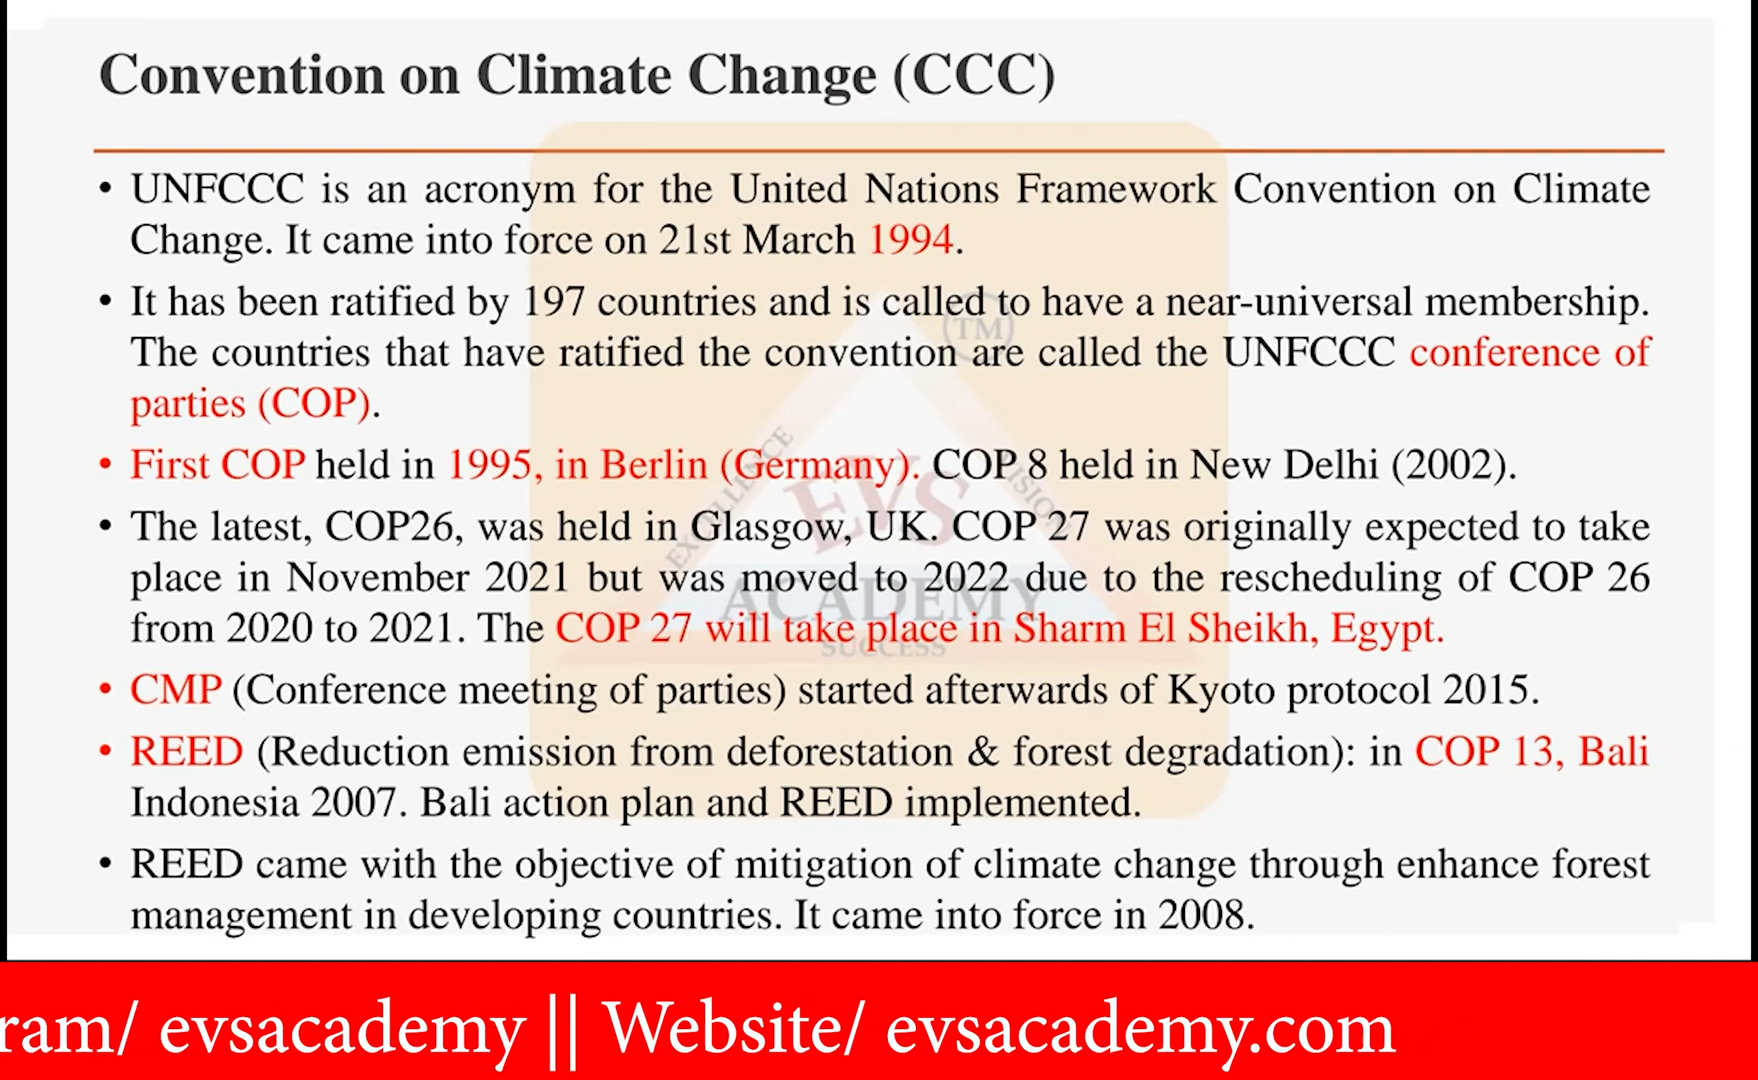 Convention on Climate Change (CCC)
• UNFCCC is an acronym for the United Nations Framework Convention on Climate
Change. It came into force on 21st March 1994.
• It has been ratified by 197 countries and is called to have a near-universal membership.
The countries that have ratified the convention are called the UNFCCC conference of
parties (COP).
• First COP held in 1995, in Berlin (Germany). COP 8 held in New Delhi (2002).
• The latest, COP26, was held in Glasgow, UK. COP 27 was originally expected to take
place in November 2021 but was moved to 2022 due to the rescheduling of COP 26
from 2020 to 2021. The COP 27 will take place in Sharm El Sheikh, Egypt.
• CMP (Conference meeting of parties) started afterwards of Kyoto protocol 2015.
• REED (Reduction emission from deforestation & forest degradation): in COP 13, Bali
Indonesia 2007. Bali action plan and REED implemented.
• REED came with the objective of mitigation of climate change through enhance forest
management in developing countries. It came into force in 2008.
TM
EXCELLENCE
VISION
EVS
ACADEMY
SUCCESS
ram/ evsacademy || Website/ evsacademy.com